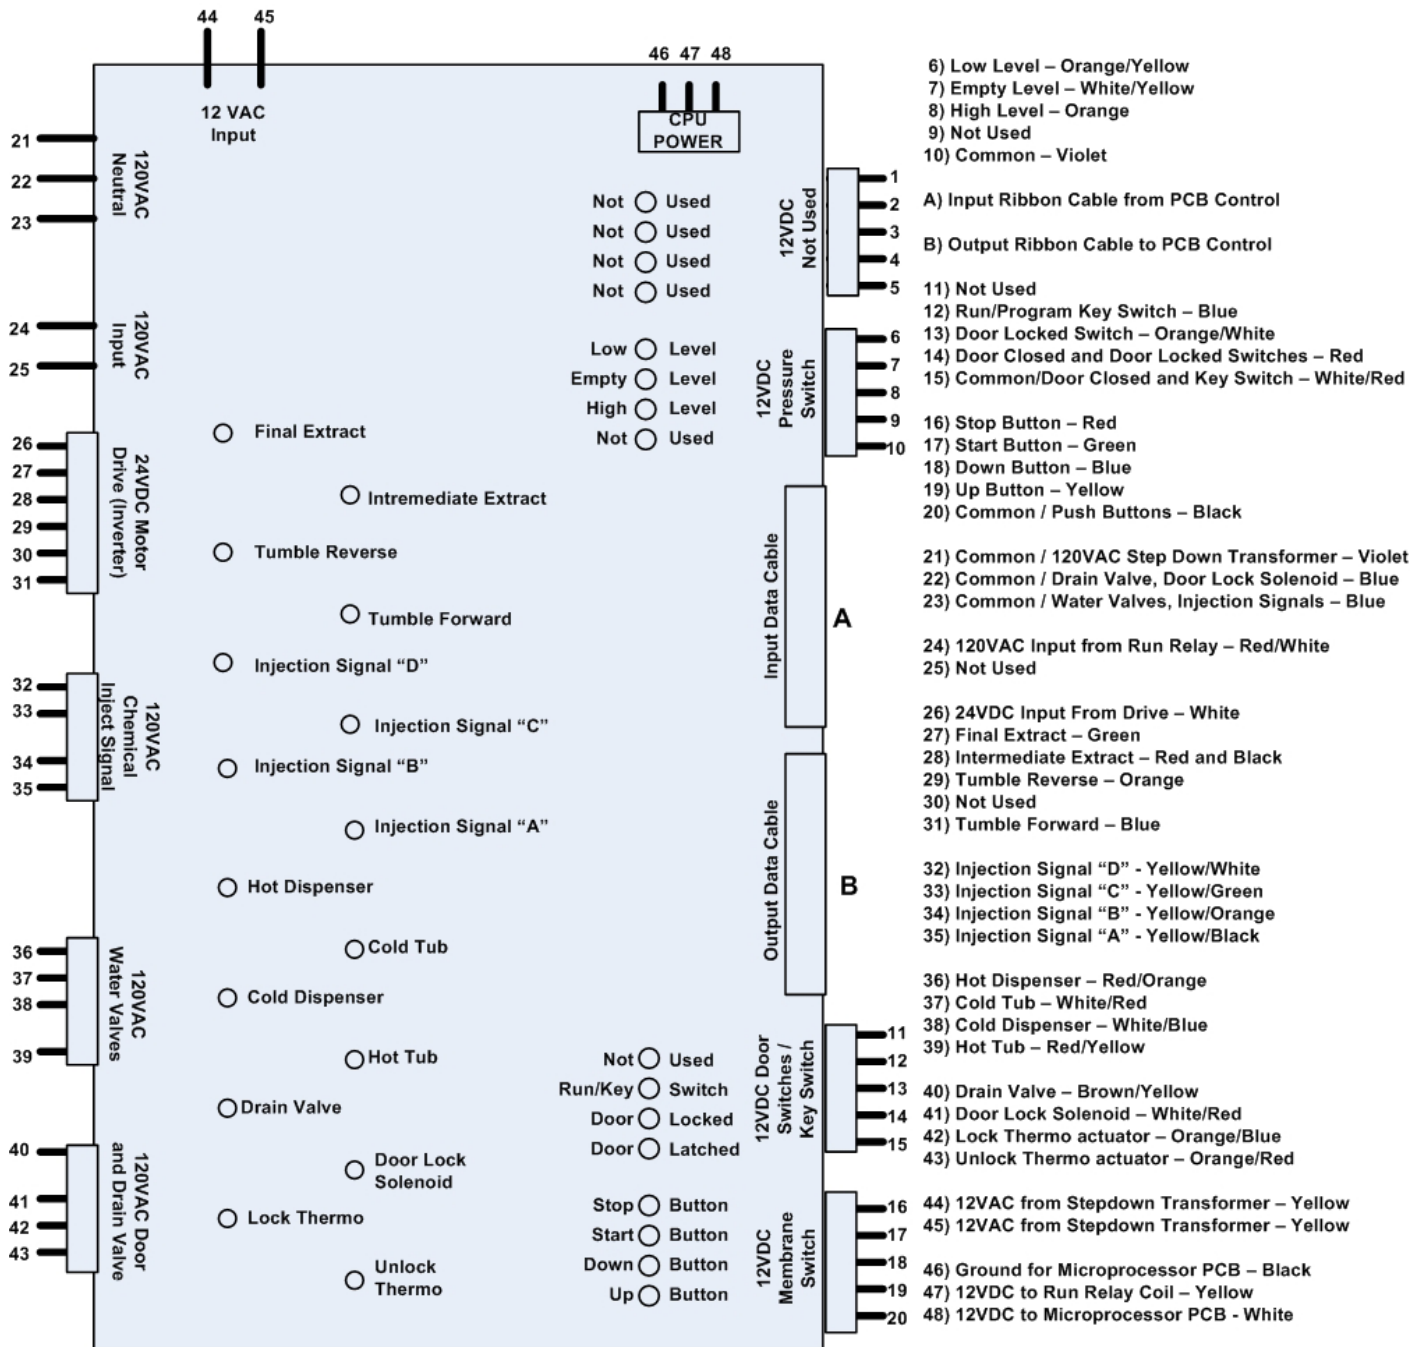 44
45
46 47 48
12 VAC
Input
CPU
POWER
21
22
23
120VAC
Neutral
24
25
120VAC
Input
26
27
28
29
30
31
24VDC Motor
Drive (Inverter)
32
33
34
35
120VAC
Chemical
Inject Signal
36
37
38
39
120VAC
Water Valves
40
41
42
43
120VAC Door
and Drain Valve
Final Extract
Intremediate Extract
Tumble Reverse
Tumble Forward
Injection Signal “D”
Injection Signal “C”
Injection Signal “B”
Injection Signal “A”
Hot Dispenser
Cold Tub
Cold Dispenser
Hot Tub
Drain Valve
Door Lock
Solenoid
Lock Thermo
Unlock
Thermo
Not Used
Not Used
Not Used
Not Used
Low Level
Empty Level
High Level
Not Used
Not Used
Run/Key Switch
Door Locked
Door Latched
Stop Button
Start Button
Down Button
Up Button
12VDC
Not Used
1
2
3
4
5
12VDC
Pressure
Switch
6
7
8
9
10
Input Data Cable
A
Output Data Cable
B
12VDC Door
Switches /
Key Switch
11
12
13
14
15
12VDC
Membrane
Switch
16
17
18
19
20
6) Low Level – Orange/Yellow
7) Empty Level – White/Yellow
8) High Level – Orange
9) Not Used
10) Common – Violet
A) Input Ribbon Cable from PCB Control
B) Output Ribbon Cable to PCB Control
11) Not Used
12) Run/Program Key Switch – Blue
13) Door Locked Switch – Orange/White
14) Door Closed and Door Locked Switches – Red
15) Common/Door Closed and Key Switch – White/Red
16) Stop Button – Red
17) Start Button – Green
18) Down Button – Blue
19) Up Button – Yellow
20) Common / Push Buttons – Black
21) Common / 120VAC Step Down Transformer – Violet
22) Common / Drain Valve, Door Lock Solenoid – Blue
23) Common / Water Valves, Injection Signals – Blue
24) 120VAC Input from Run Relay – Red/White
25) Not Used
26) 24VDC Input From Drive – White
27) Final Extract – Green
28) Intermediate Extract – Red and Black
29) Tumble Reverse – Orange
30) Not Used
31) Tumble Forward – Blue
32) Injection Signal “D” - Yellow/White
33) Injection Signal “C” - Yellow/Green
34) Injection Signal “B” - Yellow/Orange
35) Injection Signal “A” - Yellow/Black
36) Hot Dispenser – Red/Orange
37) Cold Tub – White/Red
38) Cold Dispenser – White/Blue
39) Hot Tub – Red/Yellow
40) Drain Valve – Brown/Yellow
41) Door Lock Solenoid – White/Red
42) Lock Thermo actuator – Orange/Blue
43) Unlock Thermo actuator – Orange/Red
44) 12VAC from Stepdown Transformer – Yellow
45) 12VAC from Stepdown Transformer – Yellow
46) Ground for Microprocessor PCB – Black
47) 12VDC to Run Relay Coil – Yellow
48) 12VDC to Microprocessor PCB - White